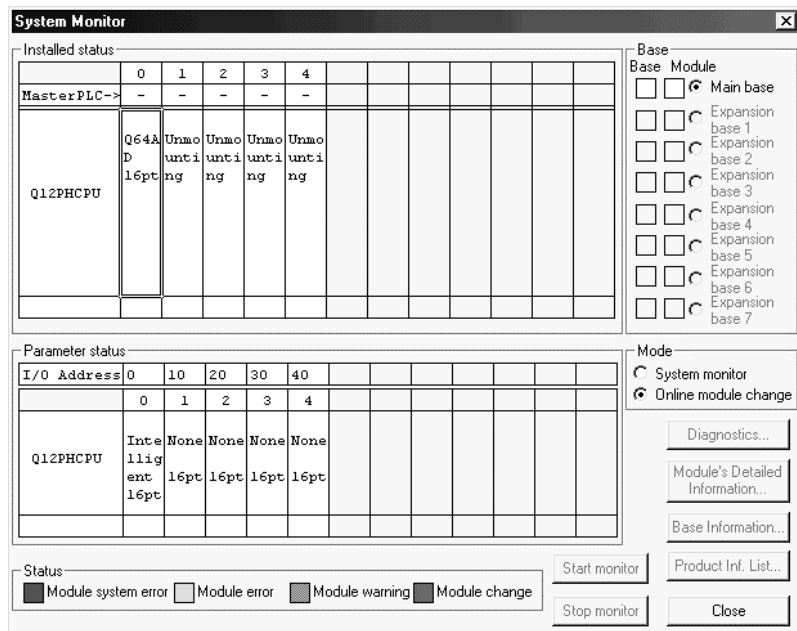 System Monitor
Installed status
0 1 2 3 4
MasterPLC-> - - - - -
Q12PHCPU
Q64A
D
16pt
Unmo
unti
ng
Unmo
unti
ng
Unmo
unti
ng
Unmo
unti
ng
Base
Base Module
Main base
Expansion
base 1
Expansion
base 2
Expansion
base 3
Expansion
base 4
Expansion
base 5
Expansion
base 6
Expansion
base 7
Parameter status
I/O Address 0 10 20 30 40
0 1 2 3 4
Q12PHCPU
Inte
llig
ent
16pt
None
16pt
None
16pt
None
16pt
None
16pt
Mode
System monitor
Online module change
Diagnostics...
Module's Detailed
Information...
Base Information...
Product Inf. List...
Status
Module system error
Module error
Module warning
Module change
Start monitor
Stop monitor
Close